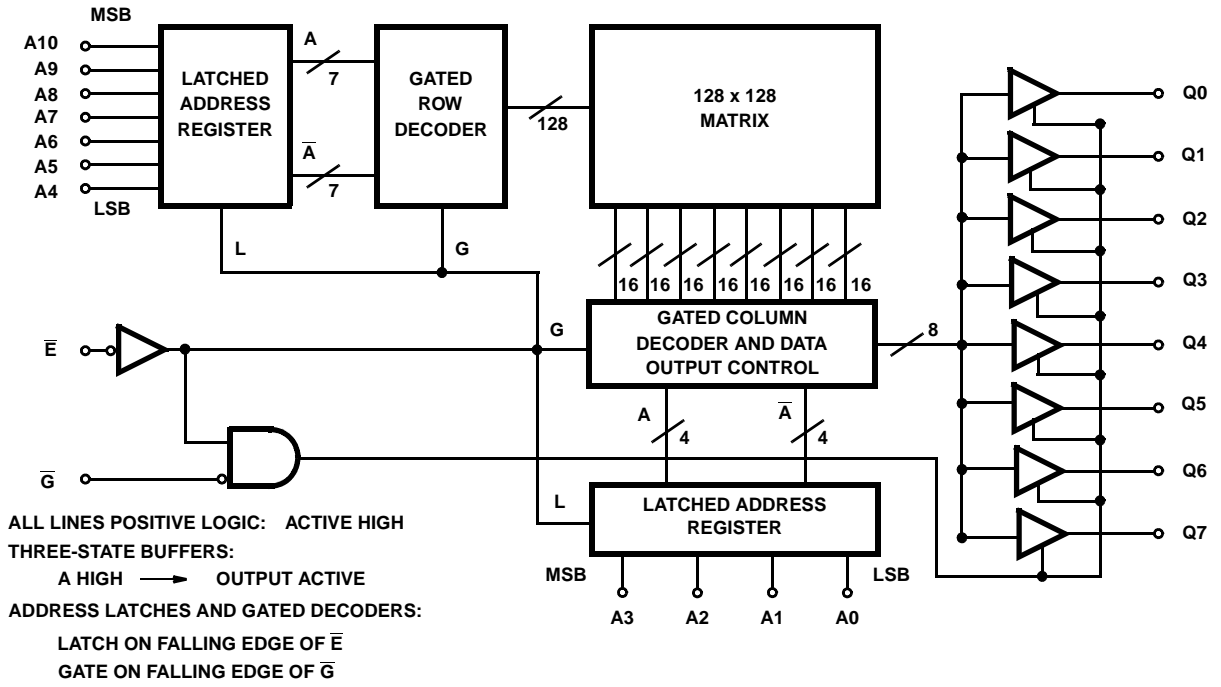 MSB
A10
A9
A8
A7
A6
A5
A4
LSB
LATCHED
ADDRESS
REGISTER
A
7
A̅
7
GATED
ROW
DECODER
128
128 x 128
MATRIX
L
G
16 16 16 16 16 16 16 16
E̅
G
GATED COLUMN
DECODER AND DATA
OUTPUT CONTROL
8
A
4
A̅
4
G̅
L
LATCHED ADDRESS
REGISTER
MSB
LSB
A3
A2
A1
A0
Q0
Q1
Q2
Q3
Q4
Q5
Q6
Q7
ALL LINES POSITIVE LOGIC: ACTIVE HIGH
THREE-STATE BUFFERS:
A HIGH → OUTPUT ACTIVE
ADDRESS LATCHES AND GATED DECODERS:
LATCH ON FALLING EDGE OF E̅
GATE ON FALLING EDGE OF G̅